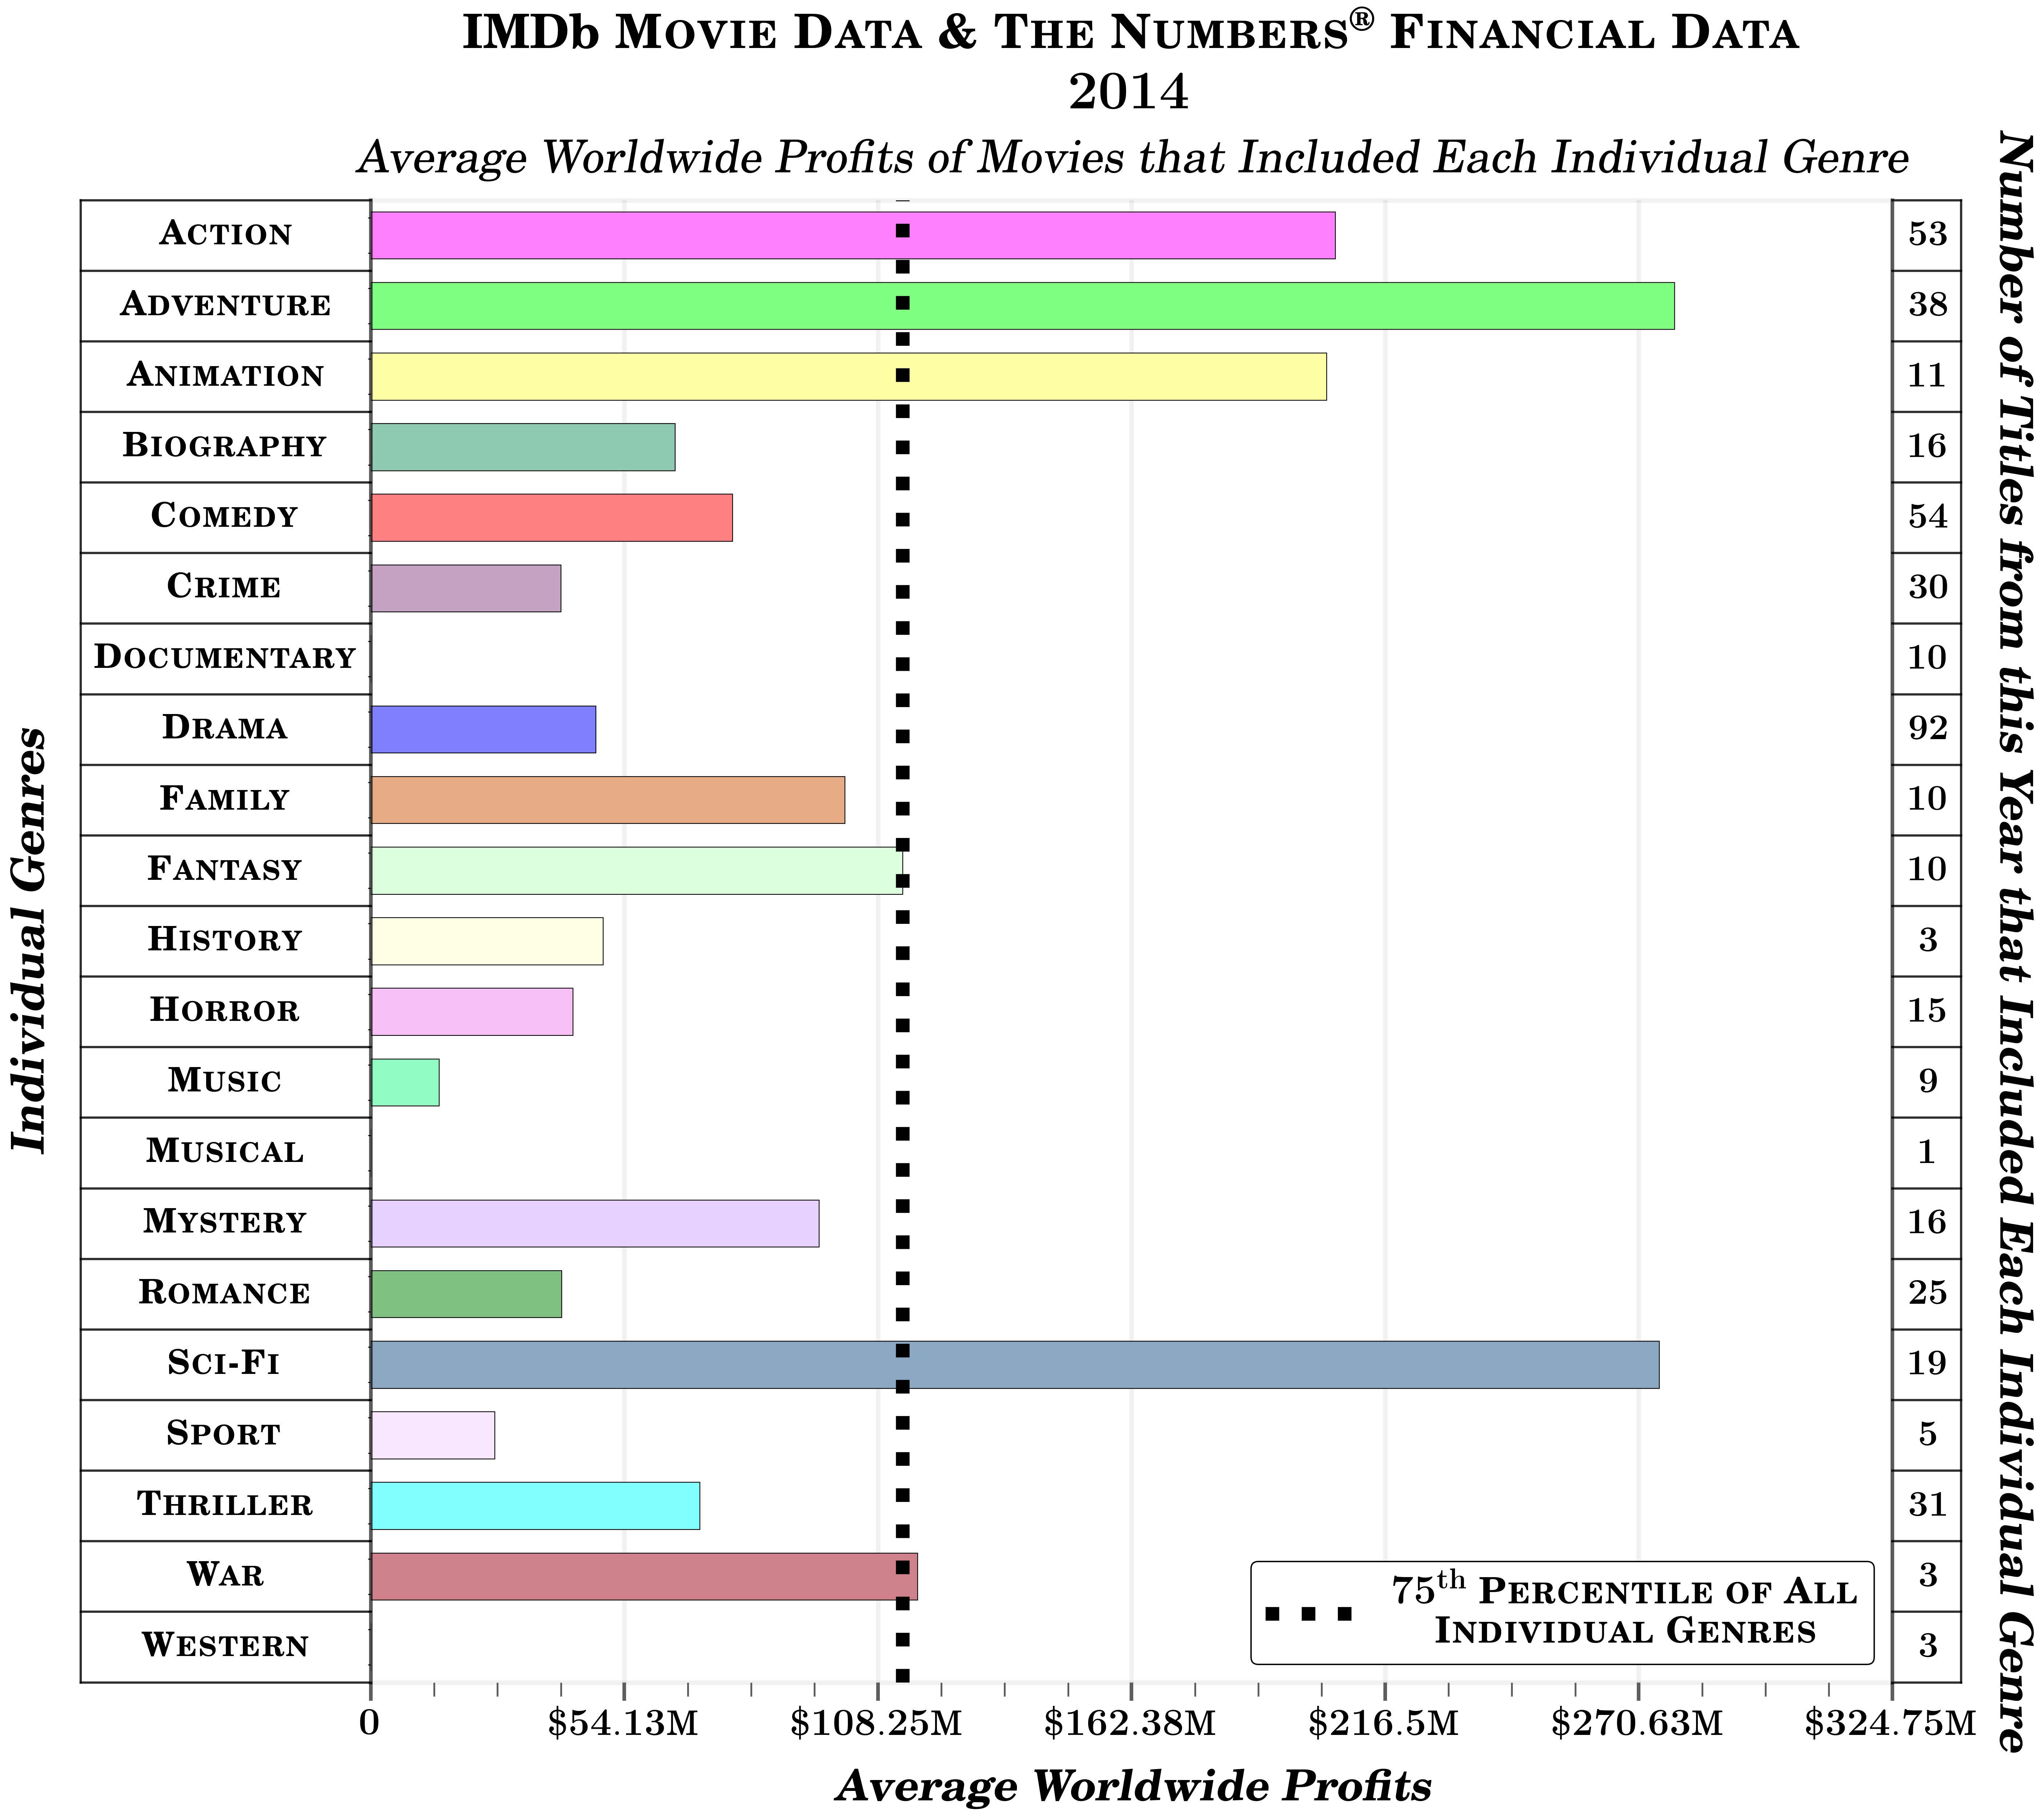 IMDb Movie Data & The Numbers® Financial Data
2014
Average Worldwide Profits of Movies that Included Each Individual Genre
Individual Genres
Action 53
Adventure 38
Animation 11
Biography 16
Comedy 54
Crime 30
Documentary 10
Drama 92
Family 10
Fantasy 10
History 3
Horror 15
Music 9
Musical 1
Mystery 16
Romance 25
Sci-Fi 19
Sport 5
Thriller 31
War 3
Western 3
Number of Titles from this Year that Included Each Individual Genre
75th Percentile of All
Individual Genres
0 $54.13M $108.25M $162.38M $216.5M $270.63M $324.75M
Average Worldwide Profits